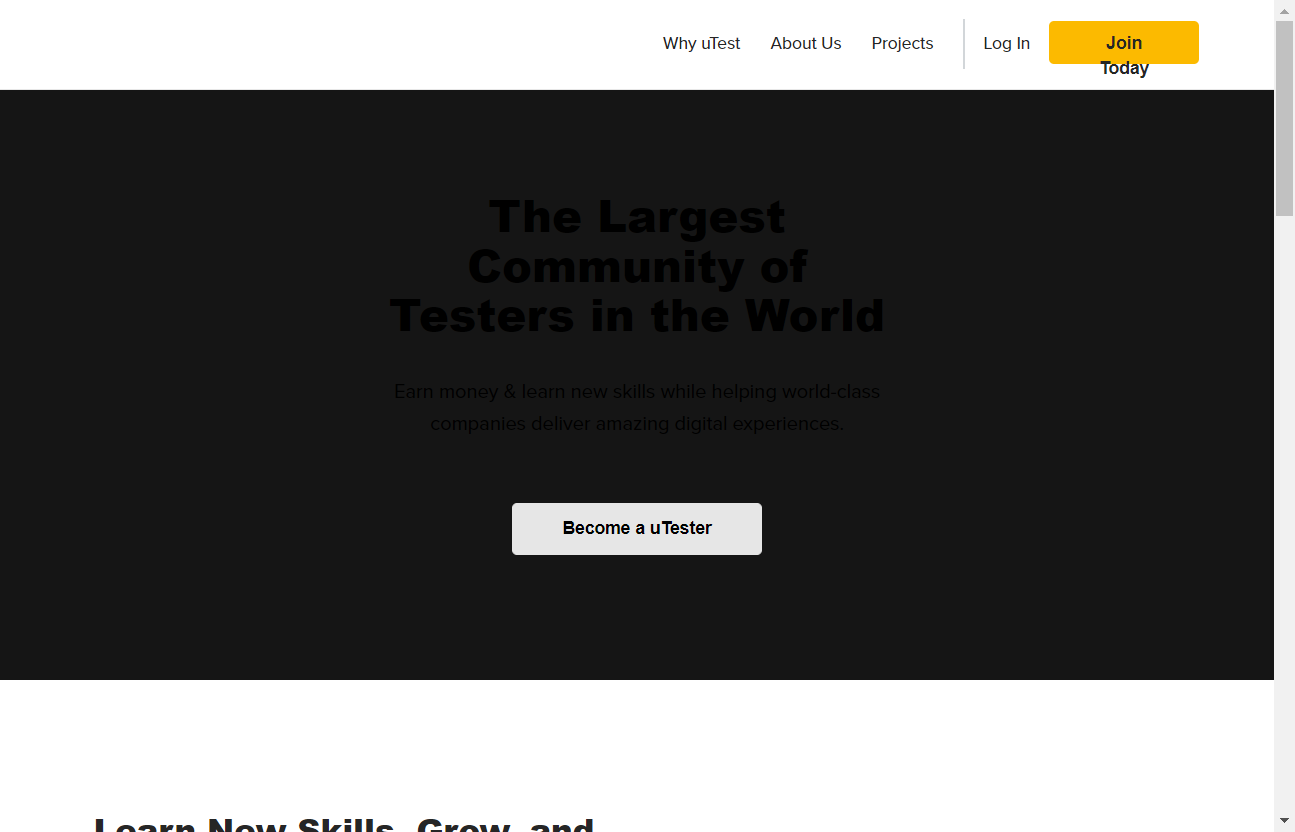 Why uTest About Us Projects Log In Join
Today
The Largest
Community of
Testers in the World
Earn money & learn new skills while helping world-class
companies deliver amazing digital experiences.
Become a uTester
Learn New Skills, Grow, and